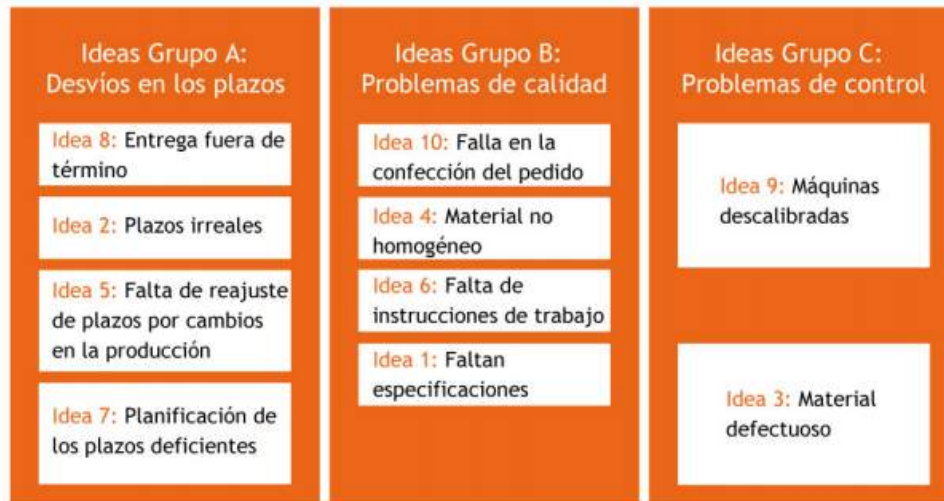 Ideas Grupo A:
Desvíos en los plazos
Idea 8: Entrega fuera de
término
Idea 2: Plazos irreales
Idea 5: Falta de reajuste
de plazos por cambios
en la producción
Idea 7: Planificación de
los plazos deficientes
Ideas Grupo B:
Problemas de calidad
Idea 10: Falla en la
confección del pedido
Idea 4: Material no
homogéneo
Idea 6: Falta de
instrucciones de trabajo
Idea 1: Faltan
especificaciones
Ideas Grupo C:
Problemas de control
Idea 9: Máquinas
descalibradas
Idea 3: Material
defectuoso